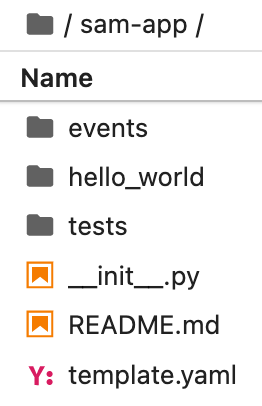 / sam-app /
Name
events
hello_world
tests
__init__.py
README.md
Y: template.yaml